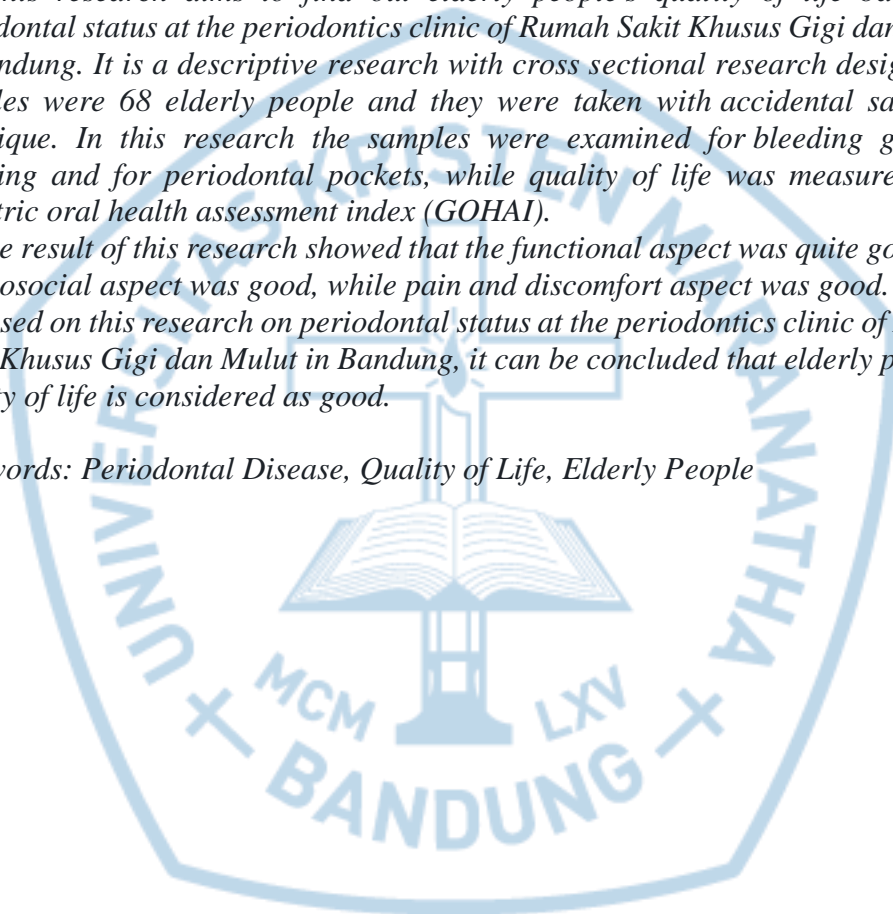 his research aims to find out elderly people's quality of life
dontal status at the periodontics clinic of Rumah Sakit Khusus Gigi dan
ndung. It is a descriptive research with cross sectional research desig
les were 68 elderly people and they were taken with accidental sa
ique. In this research the samples were examined for bleeding g
ing and for periodontal pockets, while quality of life was measure
tric oral health assessment index (GOHAI).
e result of this research showed that the functional aspect was quite go
osocial aspect was good, while pain and discomfort aspect was good.
sed on this research on periodontal status at the periodontics clinic of
Khusus Gigi dan Mulut in Bandung, it can be concluded that elderly p
ty of life is considered as good.
words: Periodontal Disease, Quality of Life, Elderly People
UNIVERSITAS KRISTEN MARANATHA
MCM LXV
BANDUNG